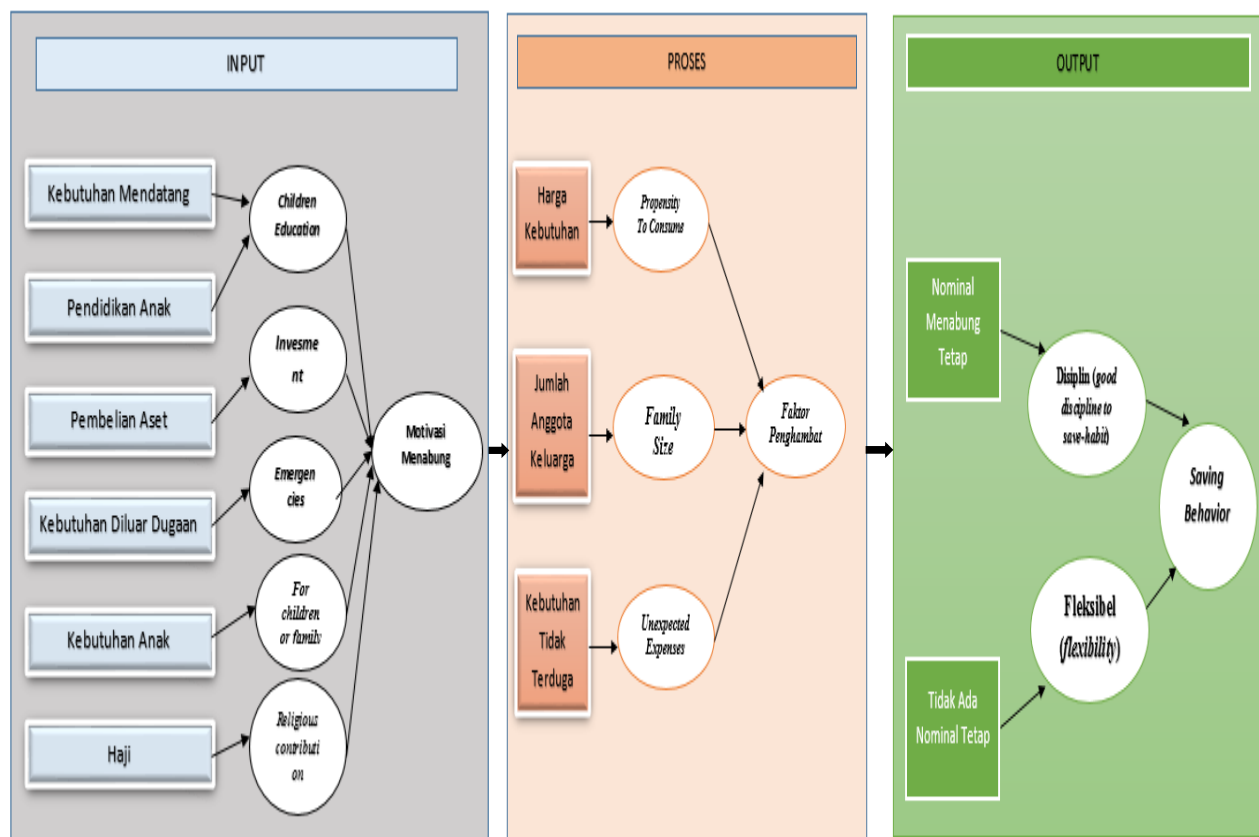 INPUT
Kebutuhan Mendatang
Pendidikan Anak
Pembelian Aset
Kebutuhan Diluar Dugaan
Kebutuhan Anak
Haji
Children
Education
Invesme
nt
Emergen
cies
For
children
or family
Religious
contributi
on
Motivasi
Menabung
PROSES
Harga
Kebutuhan
Jumlah
Anggota
Keluarga
Kebutuhan
Tidak
Terduga
Propensity
To Consume
Family
Size
Unexpected
Expenses
Faktor
Penghambat
OUTPUT
Nominal
Menabung
Tetap
Tidak Ada
Nominal Tetap
Disiplin (good
discipline to
save-habit)
Fleksibel
(flexibility)
Saving
Behavior